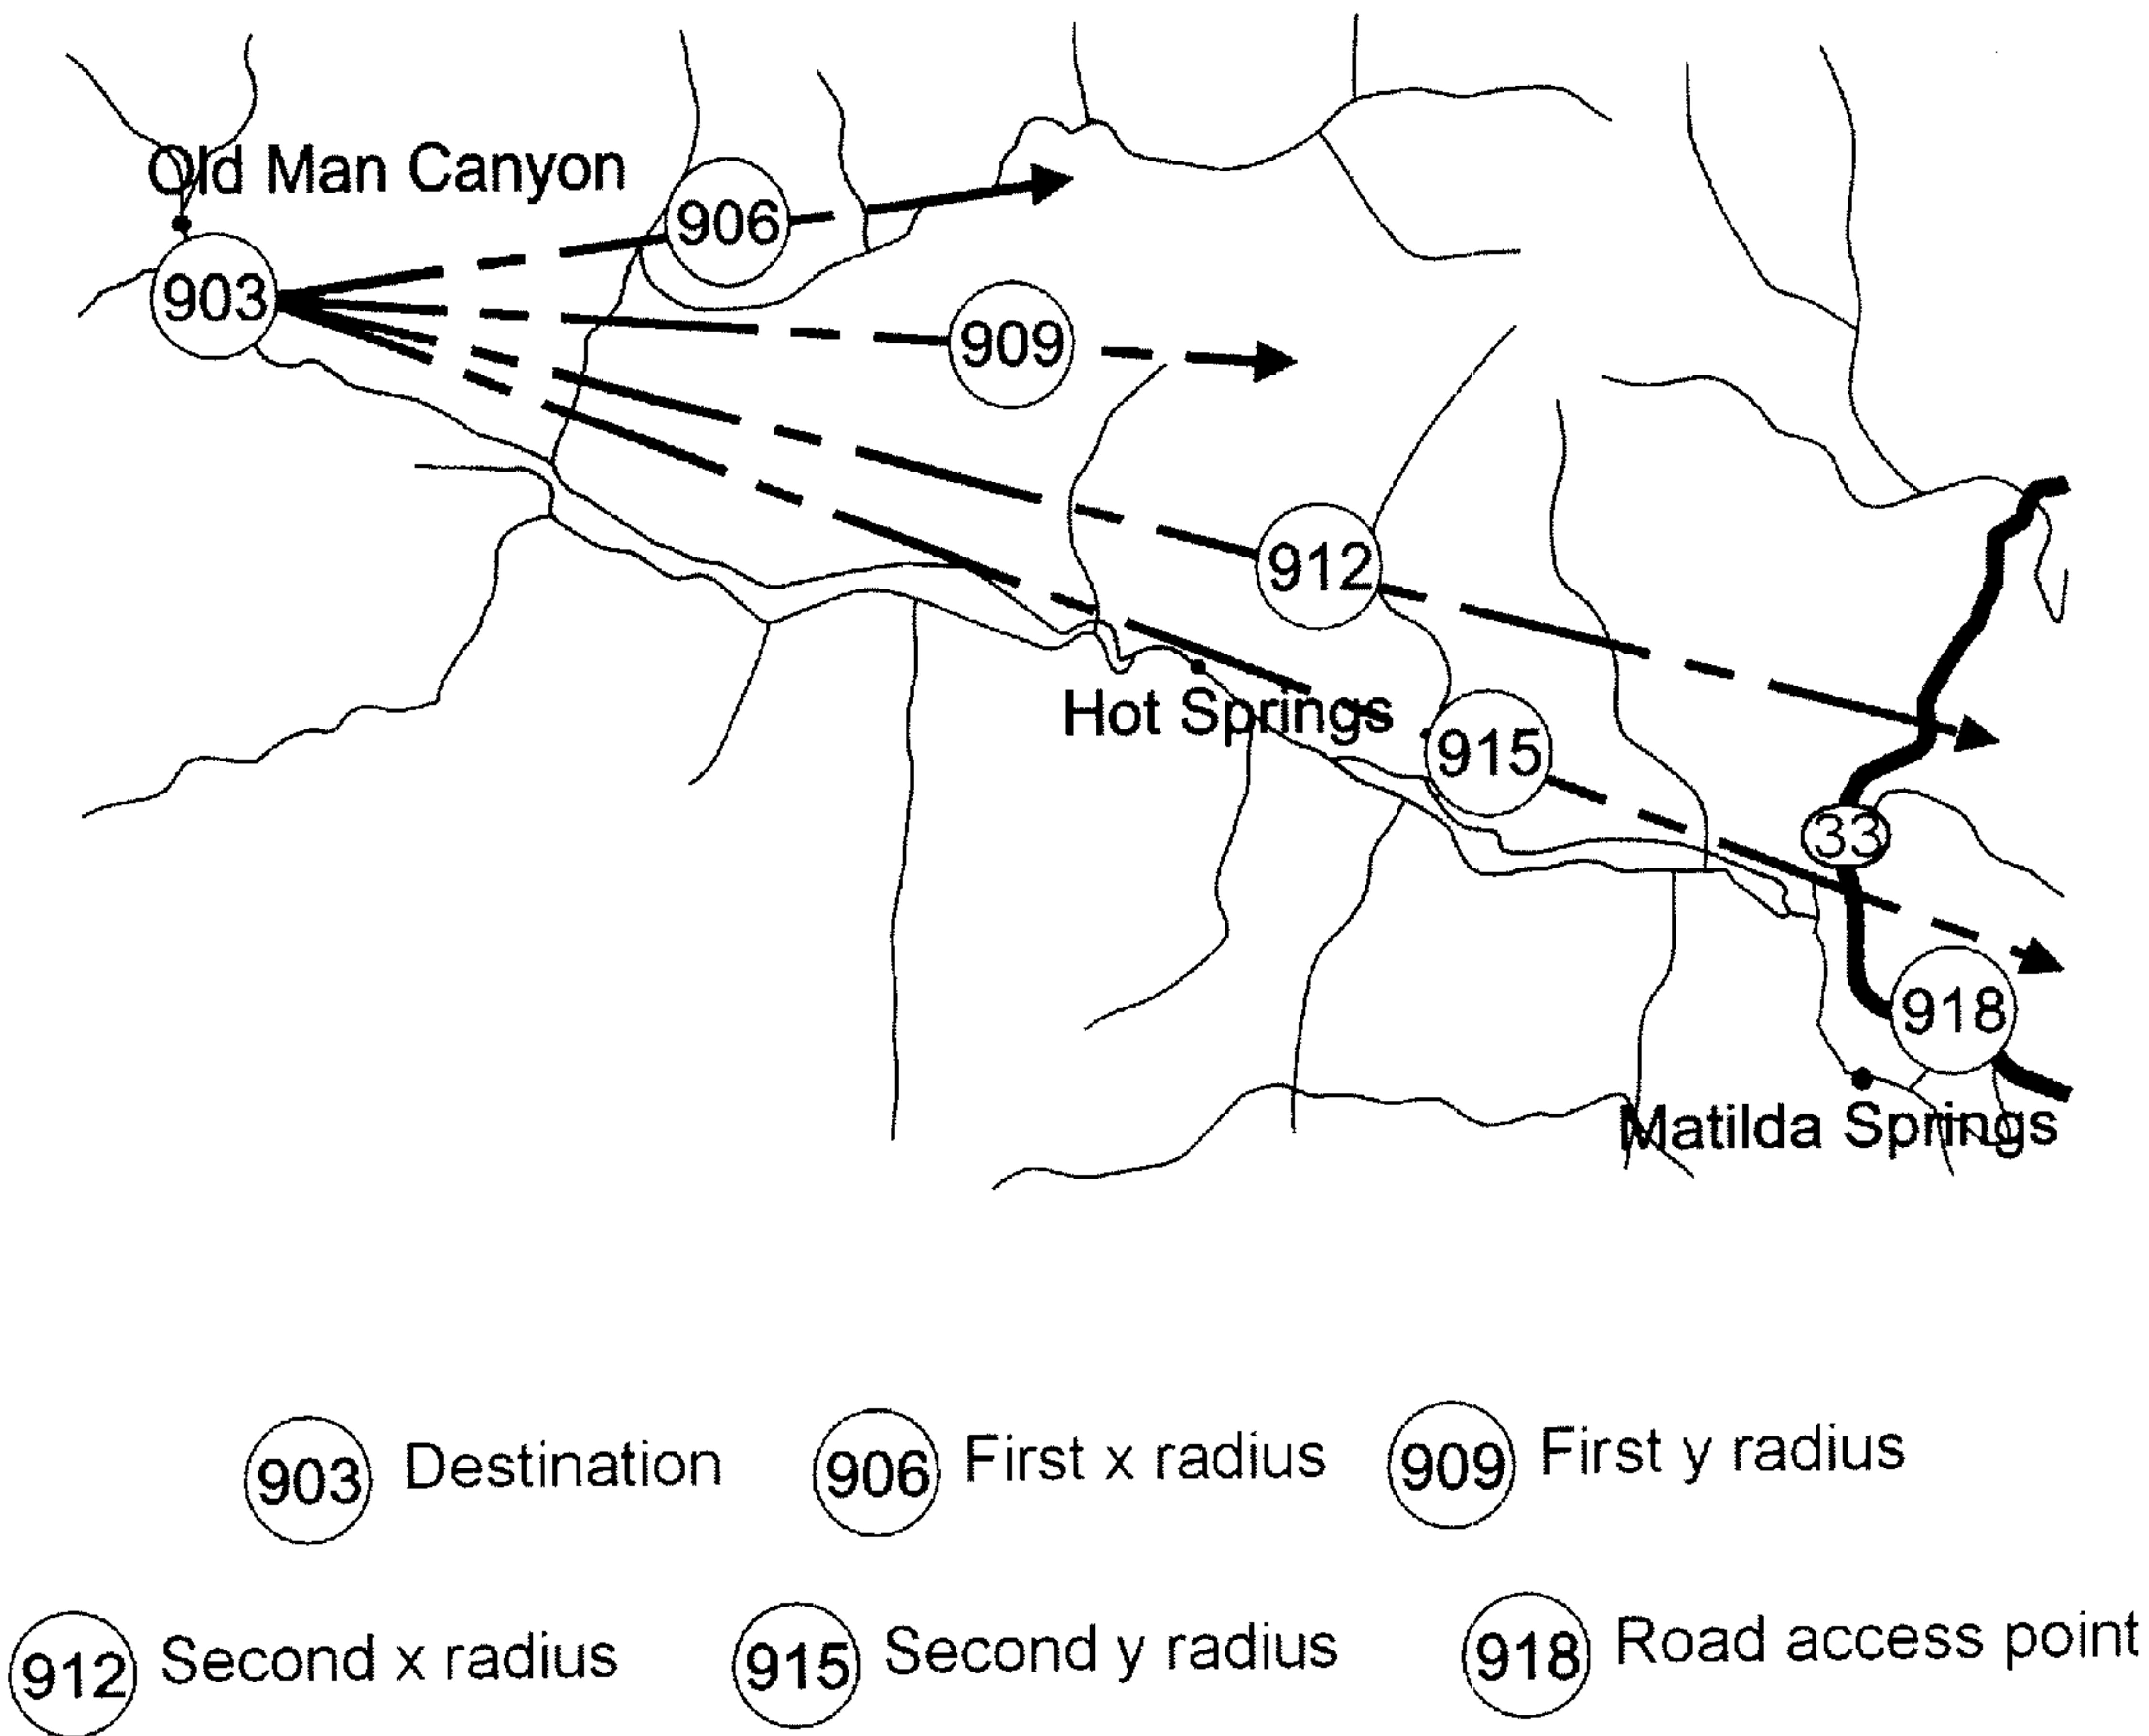 Old Man Canyon
906
903
909
912
Hot Springs
915
33
918
Matilda Springs
903 Destination 906 First x radius 909 First y radius
912 Second x radius 915 Second y radius 918 Road access point